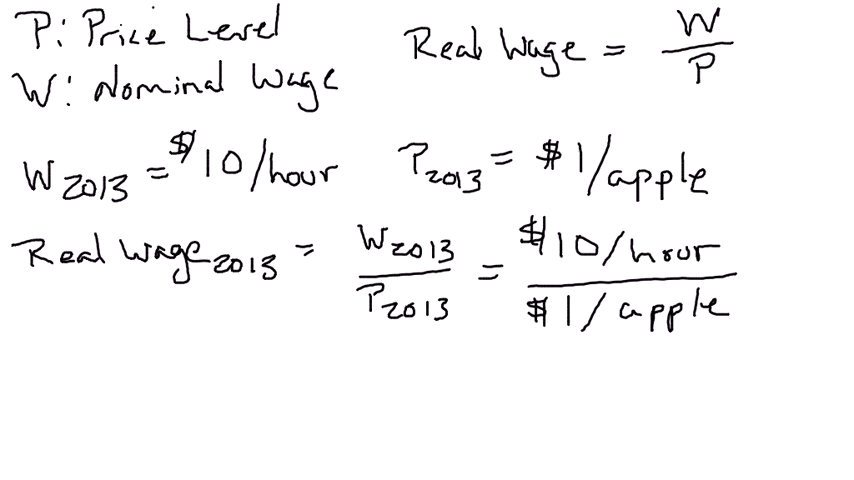 P: Price Level
W: Nominal Wage
Real Wage = W/P
W2013 = $10/hour P2013 = $1/apple
Real Wage2013 = W2013/P2013 = $10/hour / $1/apple